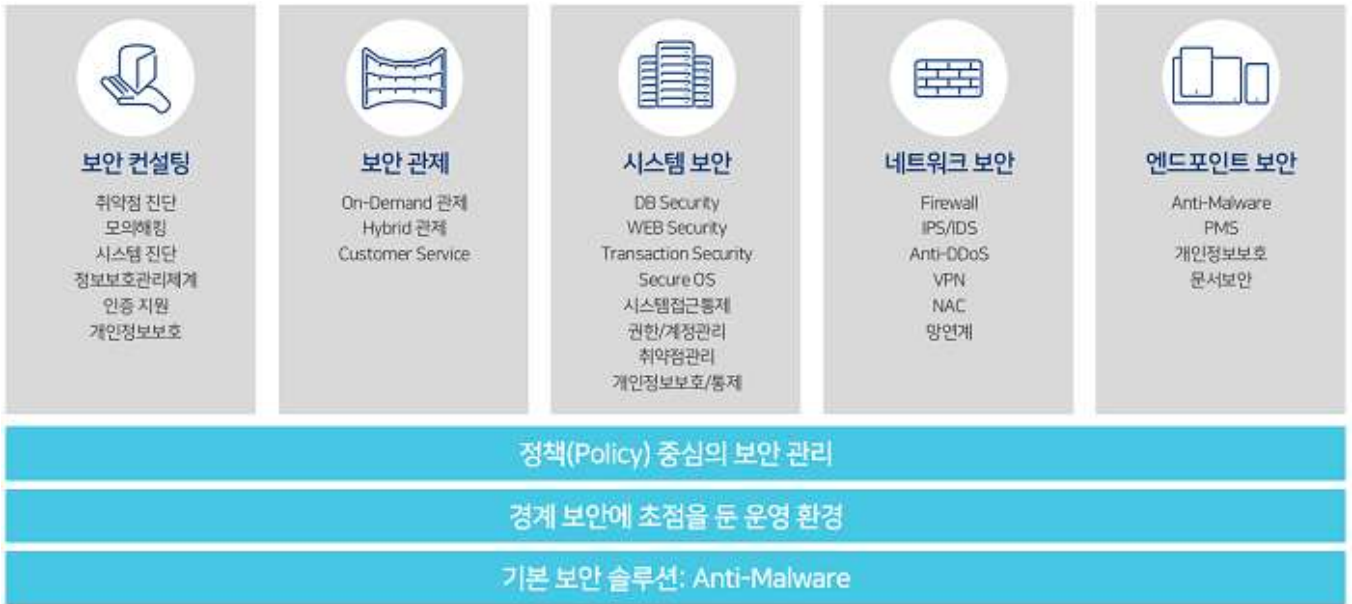 보안 컨설팅
취약점 진단
모의해킹
시스템 진단
정보보호관리체계
인증 지원
개인정보보호
보안 관제
On-Demand 관제
Hybrid 관제
Customer Service
시스템 보안
DB Security
WEB Security
Transaction Security
Secure OS
시스템접근통제
권한/계정관리
취약점관리
개인정보보호/통제
네트워크 보안
Firewall
IPS/IDS
Anti-DDoS
VPN
NAC
망연계
엔드포인트 보안
Anti-Malware
PMS
개인정보보호
문서보안
정책(Policy) 중심의 보안 관리
경계 보안에 초점을 둔 운영 환경
기본 보안 솔루션: Anti-Malware